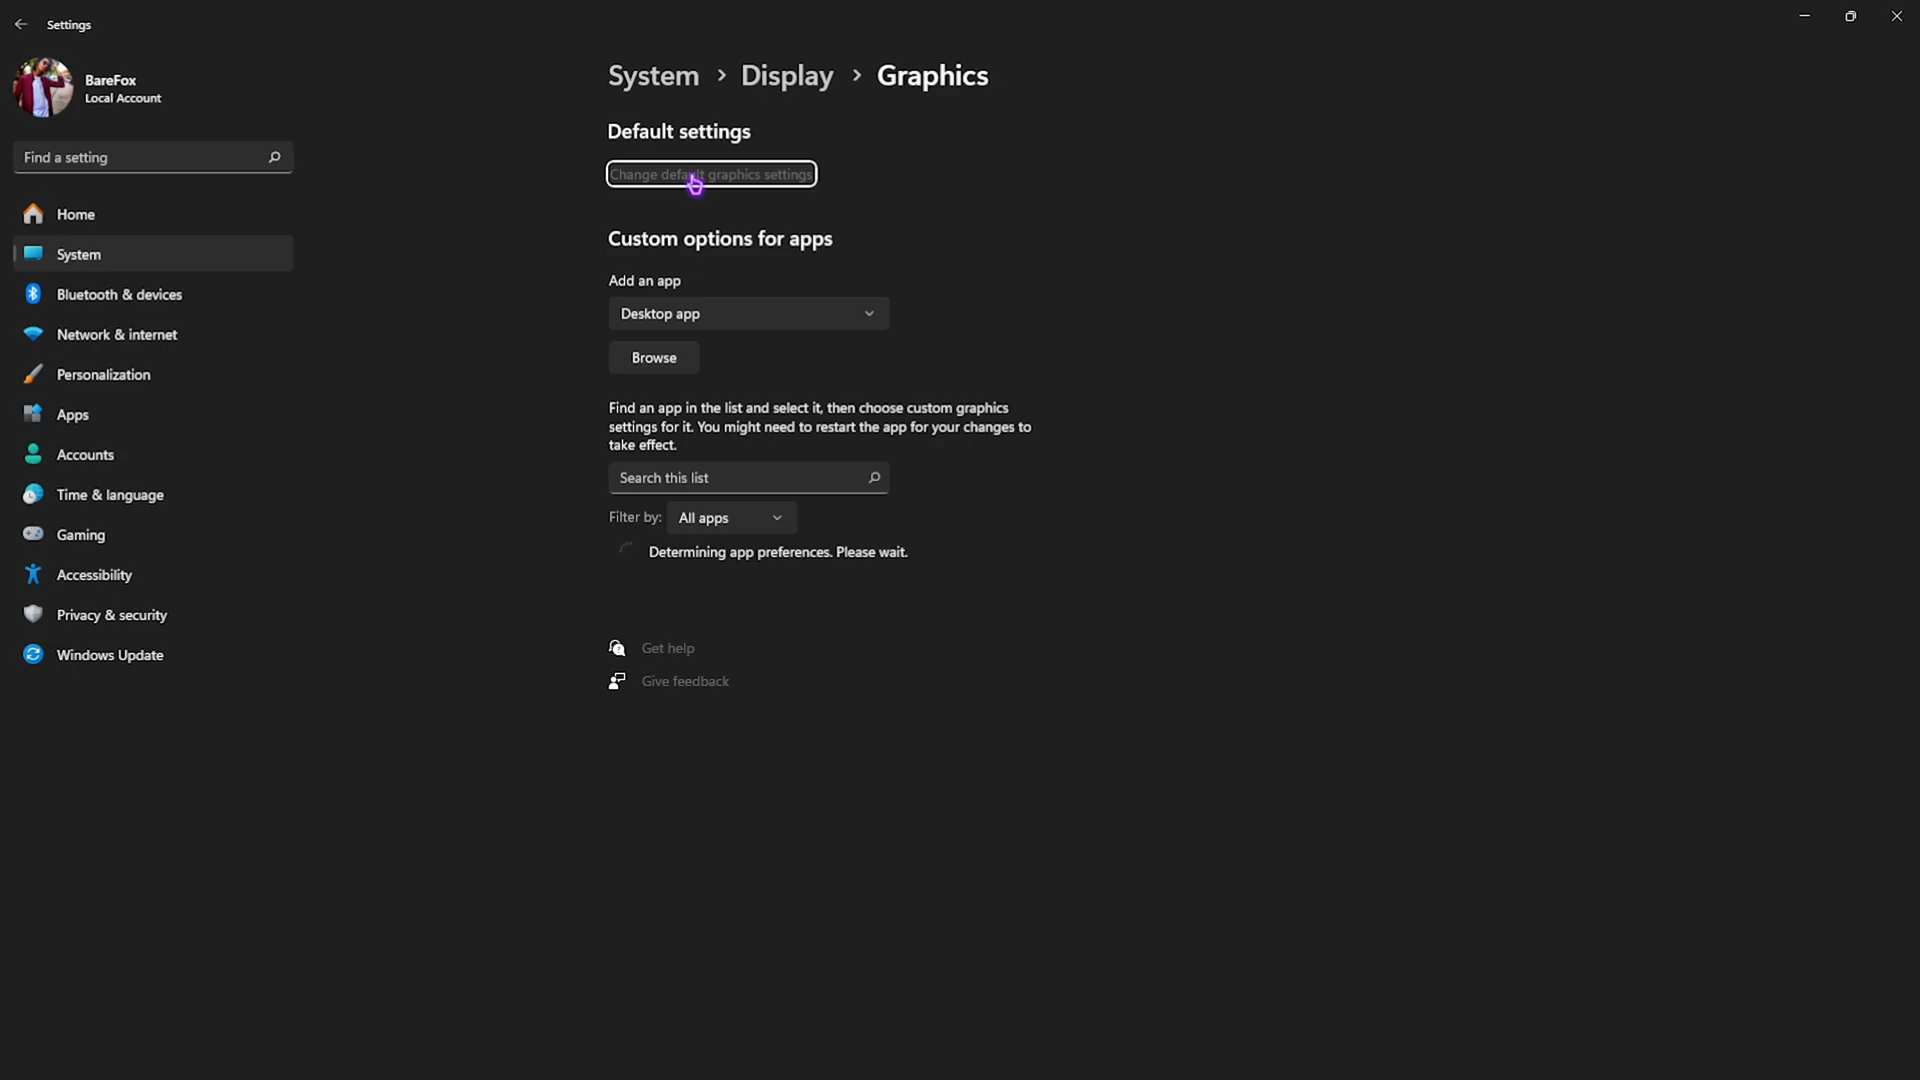 Settings
BareFox
Local Account
Find a setting
Home
System
Bluetooth & devices
Network & internet
Personalization
Apps
Accounts
Time & language
Gaming
Accessibility
Privacy & security
Windows Update
System > Display > Graphics
Default settings
Change default graphics settings
Custom options for apps
Add an app
Desktop app
Browse
Find an app in the list and select it, then choose custom graphics
settings for it. You might need to restart the app for your changes to
take effect.
Search this list
Filter by: All apps
Determining app preferences. Please wait.
Get help
Give feedback